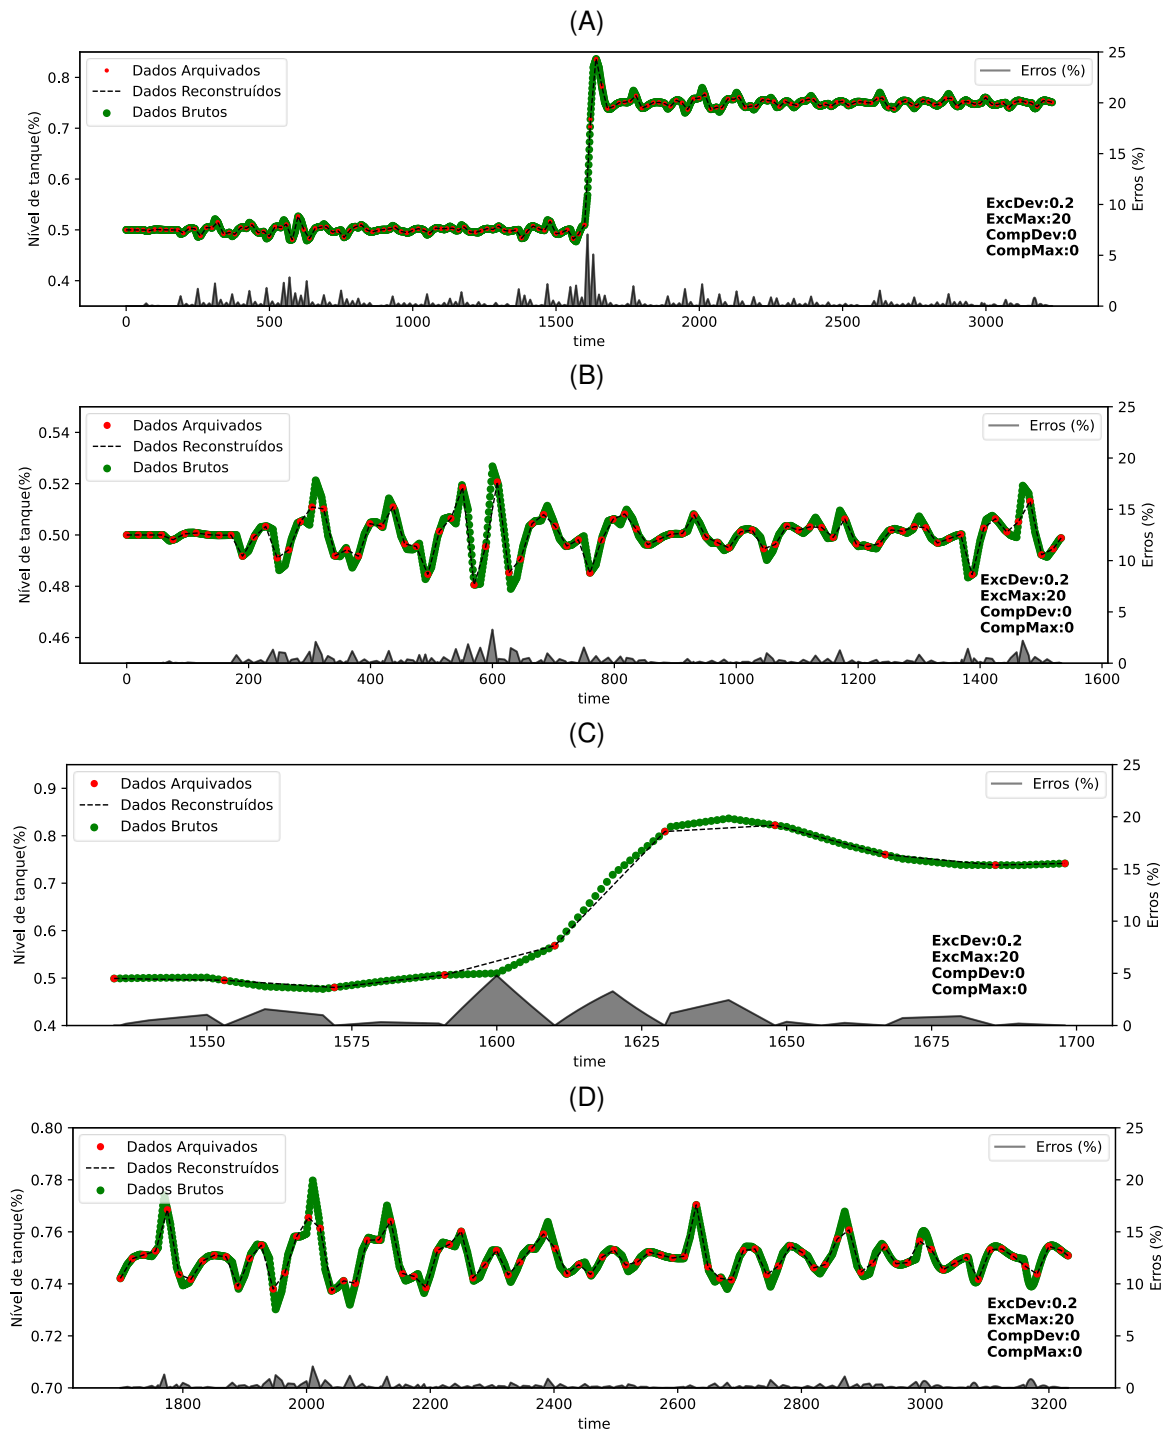 (A)
Dados Arquivados
Dados Reconstruídos
Dados Brutos
Erros (%)
0.8
0.7
0.6
0.5
0.4
Nível de tanque(%)
25
20
15
10
5
0
Erros (%)
ExcDev:0.2
ExcMax:20
CompDev:0
CompMax:0
0
500
1000
1500
2000
2500
3000
time
(B)
Dados Arquivados
Dados Reconstruídos
Dados Brutos
Erros (%)
0.54
0.52
0.50
0.48
0.46
Nível de tanque(%)
25
20
15
10
5
0
Erros (%)
ExcDev:0.2
ExcMax:20
CompDev:0
CompMax:0
0
200
400
600
800
1000
1200
1400
1600
time
(C)
Dados Arquivados
Dados Reconstruídos
Dados Brutos
Erros (%)
0.9
0.8
0.7
0.6
0.5
0.4
Nível de tanque(%)
25
20
15
10
5
0
Erros (%)
ExcDev:0.2
ExcMax:20
CompDev:0
CompMax:0
1550
1575
1600
1625
1650
1675
1700
time
(D)
Dados Arquivados
Dados Reconstruídos
Dados Brutos
Erros (%)
0.80
0.78
0.76
0.74
0.72
0.70
Nível de tanque(%)
25
20
15
10
5
0
Erros (%)
ExcDev:0.2
ExcMax:20
CompDev:0
CompMax:0
1800
2000
2200
2400
2600
2800
3000
3200
time